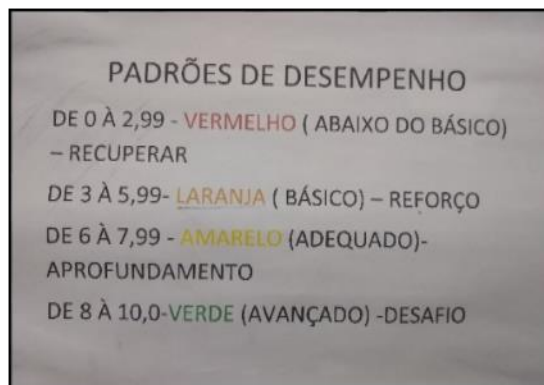 PADRÕES DE DESEMPENHO
DE 0 À 2,99 - VERMELHO ( ABAIXO DO BÁSICO)
– RECUPERAR
DE 3 À 5,99- LARANJA ( BÁSICO) – REFORÇO
DE 6 À 7,99 - AMARELO (ADEQUADO)-
APROFUNDAMENTO
DE 8 À 10,0-VERDE (AVANÇADO) -DESAFIO